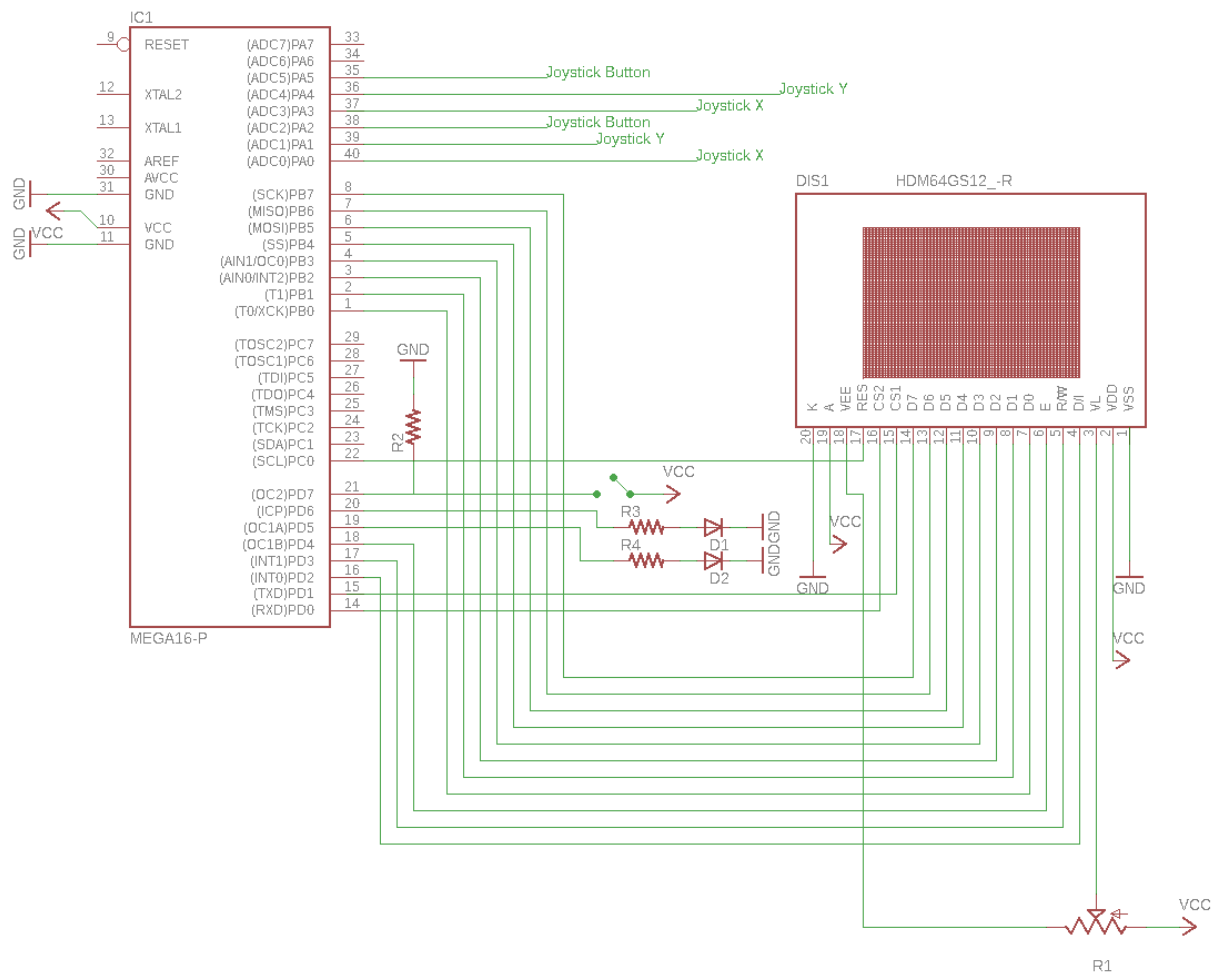 IC1
9 RESET (ADC7)PA7 33
(ADC6)PA6 34
(ADC5)PA5 35 Joystick Button
12 XTAL2 (ADC4)PA4 36 Joystick Y
(ADC3)PA3 37 Joystick X
13 XTAL1 (ADC2)PA2 38 Joystick Button
(ADC1)PA1 39 Joystick Y
32 AREF (ADC0)PA0 40 Joystick X
30 AVCC
GND 31 GND (SCK)PB7 8
(MISO)PB6 7
VCC 10 VCC (MOSI)PB5 6
GND 11 GND (SS)PB4 5
(AIN1/OC0)PB3 4
(AIN0/INT2)PB2 3
(T1)PB1 2
(T0/XCK)PB0 1
(TOSC2)PC7 29
(TOSC1)PC6 28
(TDI)PC5 27
(TDO)PC4 26
(TMS)PC3 25
(TCK)PC2 24
(SDA)PC1 23
(SCL)PC0 22
(OC2)PD7 21
(ICP)PD6 20
(OC1A)PD5 19
(OC1B)PD4 18
(INT1)PD3 17
(INT0)PD2 16
(TXD)PD1 15
(RXD)PD0 14
MEGA16-P
GND
R2
VCC
R3
D1 GND
R4
D2 GND
DIS1 HDM64GS12_-R
K A VEE RES CS2 CS1 D7 D6 D5 D4 D3 D2 D1 D0 E R/W D/I VL VDD VSS
20 19 18 17 16 15 14 13 12 11 10 9 8 7 6 5 4 3 2 1
VCC
GND
GND
VCC
VCC
R1